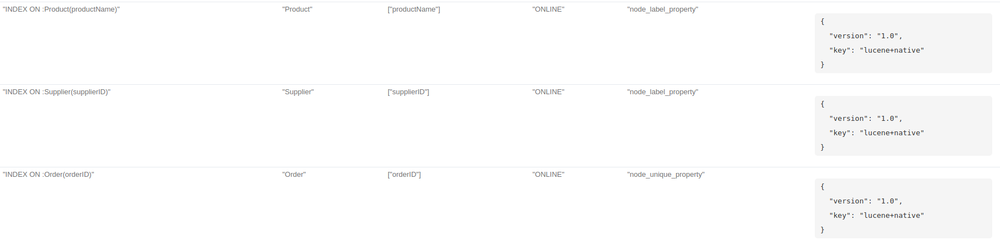 "INDEX ON :Product(productName)" "Product" ["productName"] "ONLINE" "node_label_property"
{
"version": "1.0",
"key": "lucene+native"
}
"INDEX ON :Supplier(supplierID)" "Supplier" ["supplierID"] "ONLINE" "node_label_property"
{
"version": "1.0",
"key": "lucene+native"
}
"INDEX ON :Order(orderID)" "Order" ["orderID"] "ONLINE" "node_unique_property"
{
"version": "1.0",
"key": "lucene+native"
}